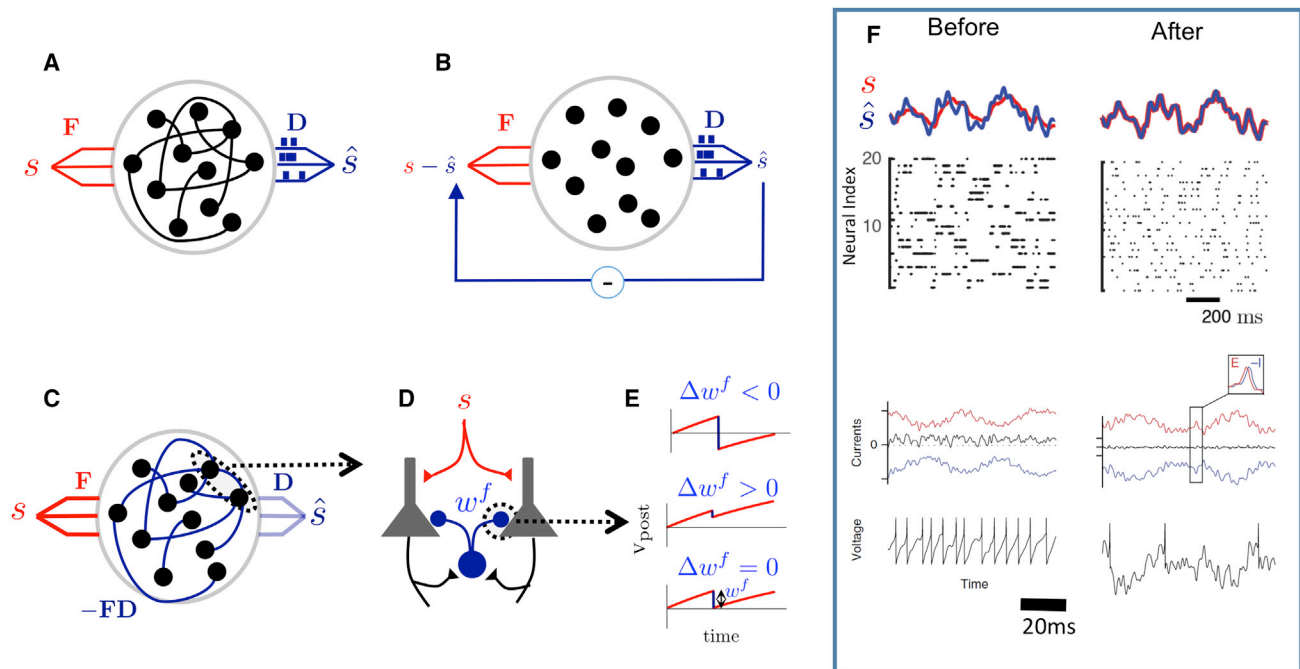 A
F
s
D
ŝ
B
F
s − ŝ
D
ŝ
-
C
F
s
D
ŝ
−FD
D
s
w^f
E
Δw^f < 0
Δw^f > 0
Δw^f = 0
w^f
v_post
time
F
Before
After
s
ŝ
Neural Index
20
10
200 ms
E
-I
Currents
0
Voltage
Time
20ms